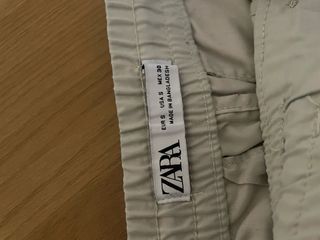 ZARA
EUR S USA S MEX 30
MADE IN BANGLADESH